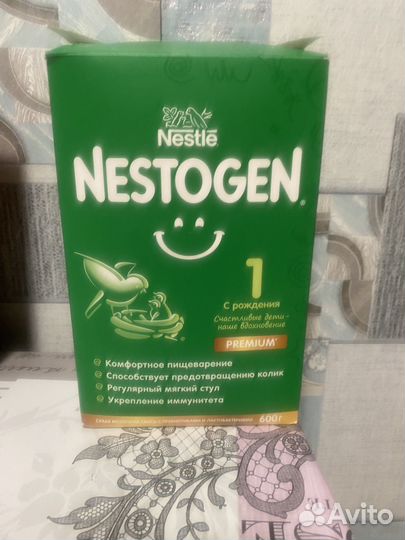 Nestlé
NESTOGEN®
1
С рождения
Счастливые дети -
наше вдохновение
PREMIUM
Комфортное пищеварение
Способствует предотвращению колик
Регулярный мягкий стул
Укрепление иммунитета
600г
Avito